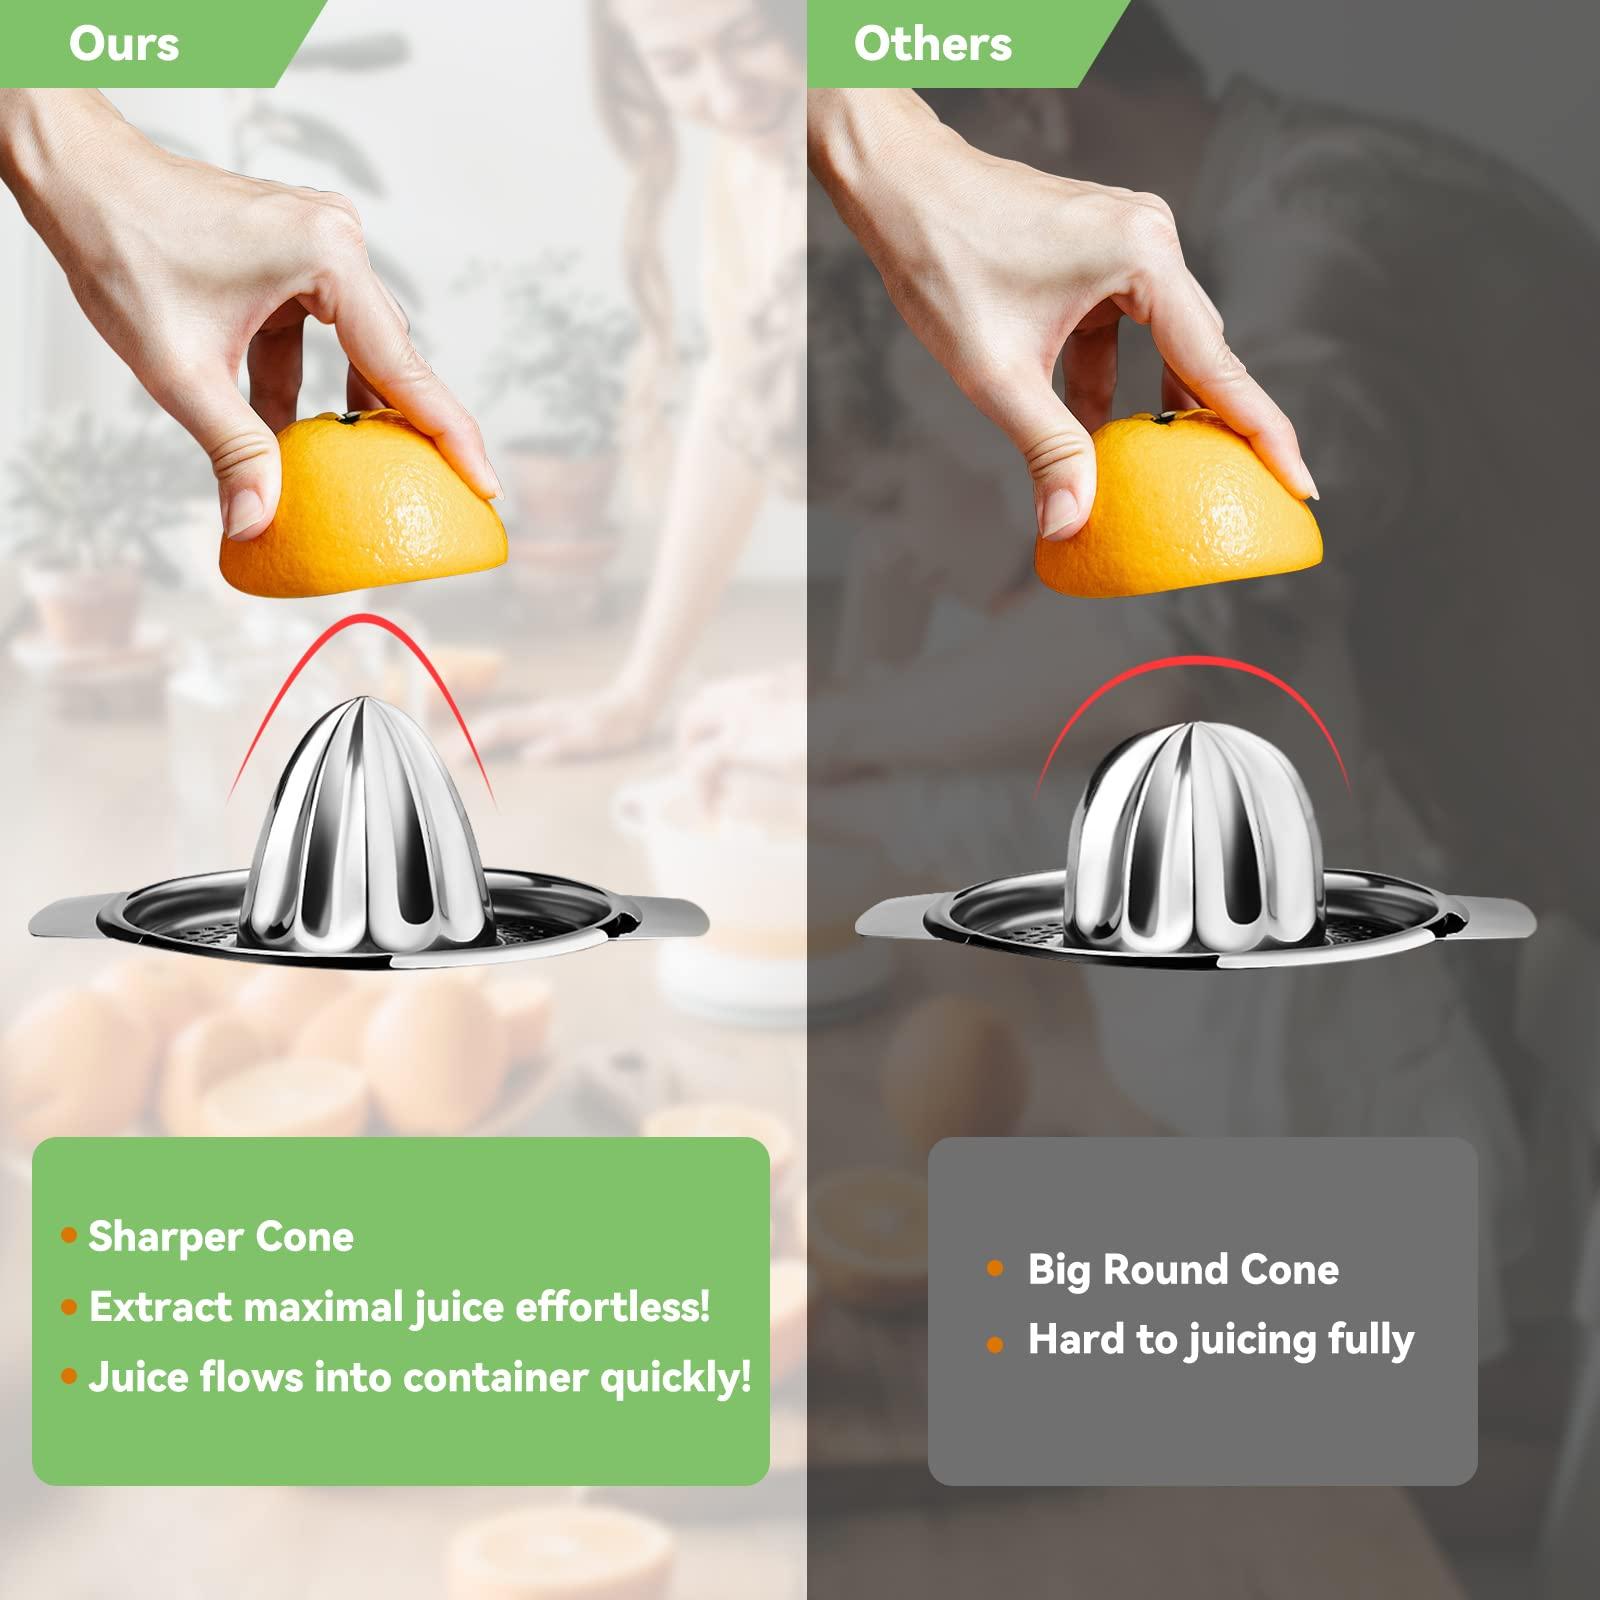 Ours
Others
Sharper Cone
Extract maximal juice effortless!
Juice flows into container quickly!
Big Round Cone
Hard to juicing fully